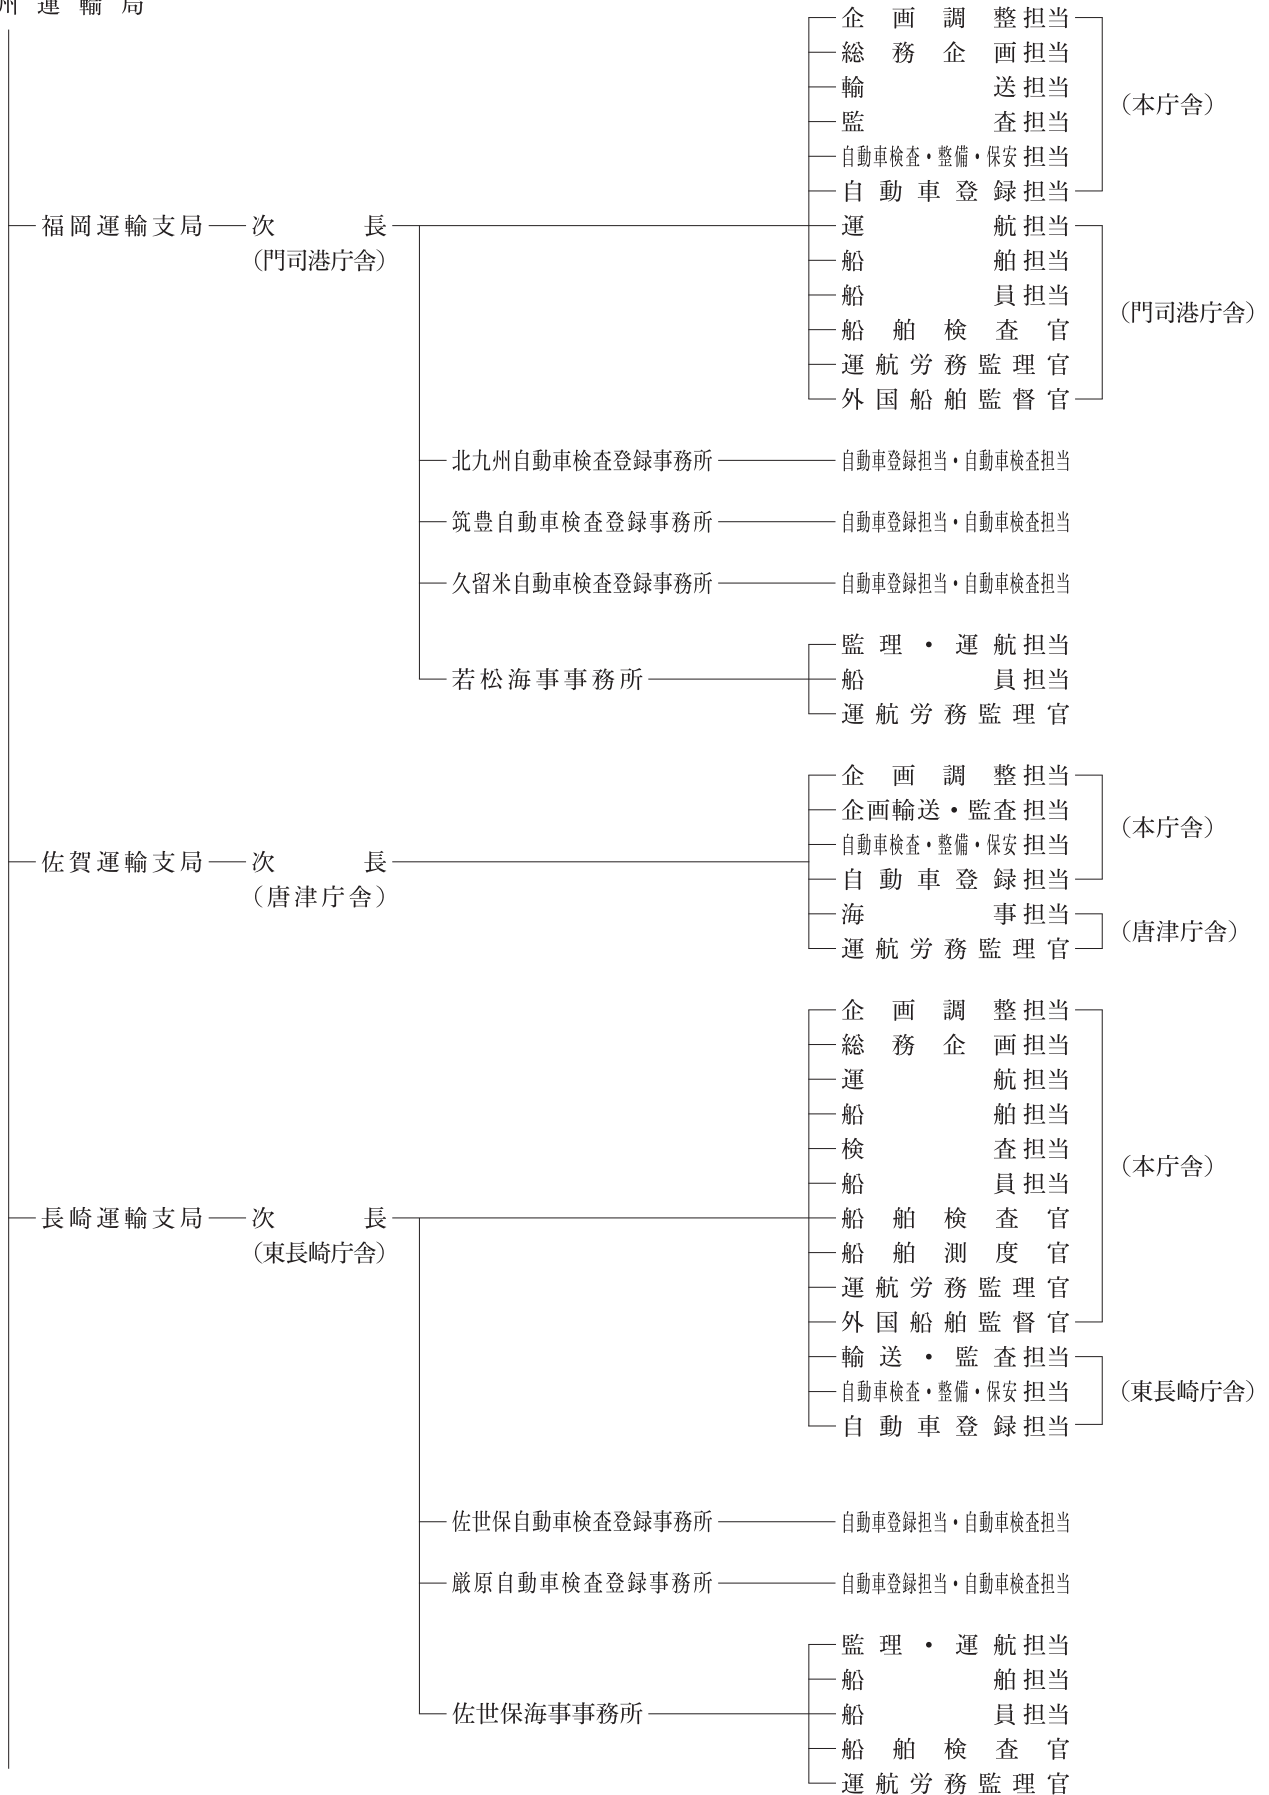 州運輸局
企画調整担当
総務企画担当
輸送担当
(本庁舎)
監査担当
自動車検査・整備・保安担当
自動車登録担当
福岡運輸支局 次長 運航担当
(門司港庁舎) 船舶担当
船員担当
(門司港庁舎)
船舶検査官
運航労務監理官
外国船舶監督官
北九州自動車検査登録事務所 自動車登録担当・自動車検査担当
筑豊自動車検査登録事務所 自動車登録担当・自動車検査担当
久留米自動車検査登録事務所 自動車登録担当・自動車検査担当
監理・運航担当
若松海事事務所 船員担当
運航労務監理官
企画調整担当
企画輸送・監査担当
(本庁舎)
自動車検査・整備・保安担当
佐賀運輸支局 次長
自動車登録担当
(唐津庁舎)
海事担当
(唐津庁舎)
運航労務監理官
企画調整担当
総務企画担当
運航担当
船舶担当
検査担当
(本庁舎)
船員担当
長崎運輸支局 次長 船舶検査官
(東長崎庁舎) 船舶測度官
運航労務監理官
外国船舶監督官
輸送・監査担当
自動車検査・整備・保安担当 (東長崎庁舎)
自動車登録担当
佐世保自動車検査登録事務所 自動車登録担当・自動車検査担当
厳原自動車検査登録事務所 自動車登録担当・自動車検査担当
監理・運航担当
船舶担当
佐世保海事事務所 船員担当
船舶検査官
運航労務監理官